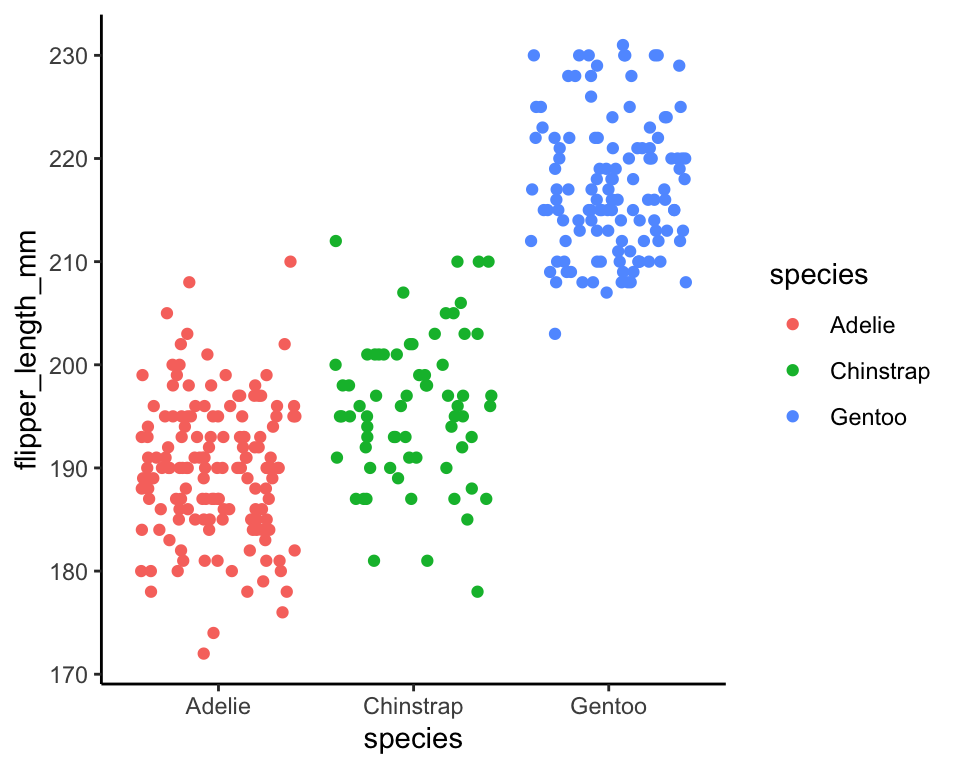 flipper_length_mm
230
220
210
200
190
180
170
Adelie Chinstrap Gentoo
species
species
Adelie
Chinstrap
Gentoo